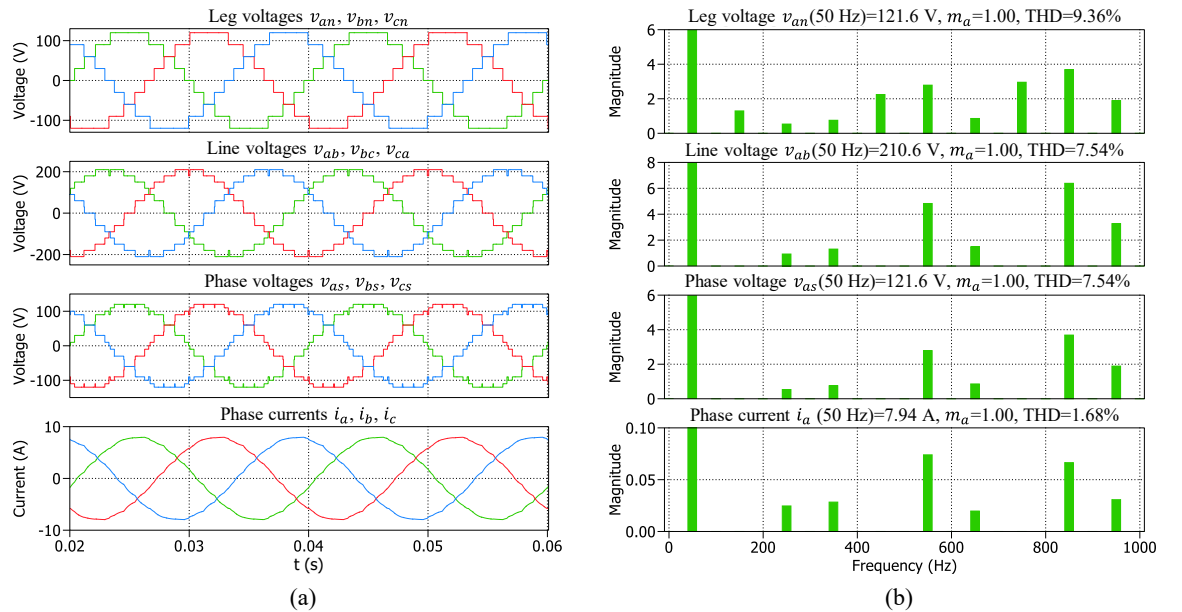 Leg voltages v_an, v_bn, v_cn
Voltage (V)
100
0
-100
Line voltages v_ab, v_bc, v_ca
Voltage (V)
200
0
-200
Phase voltages v_as, v_bs, v_cs
Voltage (V)
100
0
-100
Phase currents i_a, i_b, i_c
Current (A)
10
0
-10
0.02 0.03 0.04 0.05 0.06
t (s)
(a)
Leg voltage v_an(50 Hz)=121.6 V, m_a=1.00, THD=9.36%
Magnitude
6
4
2
0
Line voltage v_ab(50 Hz)=210.6 V, m_a=1.00, THD=7.54%
Magnitude
8
6
4
2
0
Phase voltage v_as(50 Hz)=121.6 V, m_a=1.00, THD=7.54%
Magnitude
6
4
2
0
Phase current i_a (50 Hz)=7.94 A, m_a=1.00, THD=1.68%
Magnitude
0.10
0.05
0.00
0 200 400 600 800 1000
Frequency (Hz)
(b)